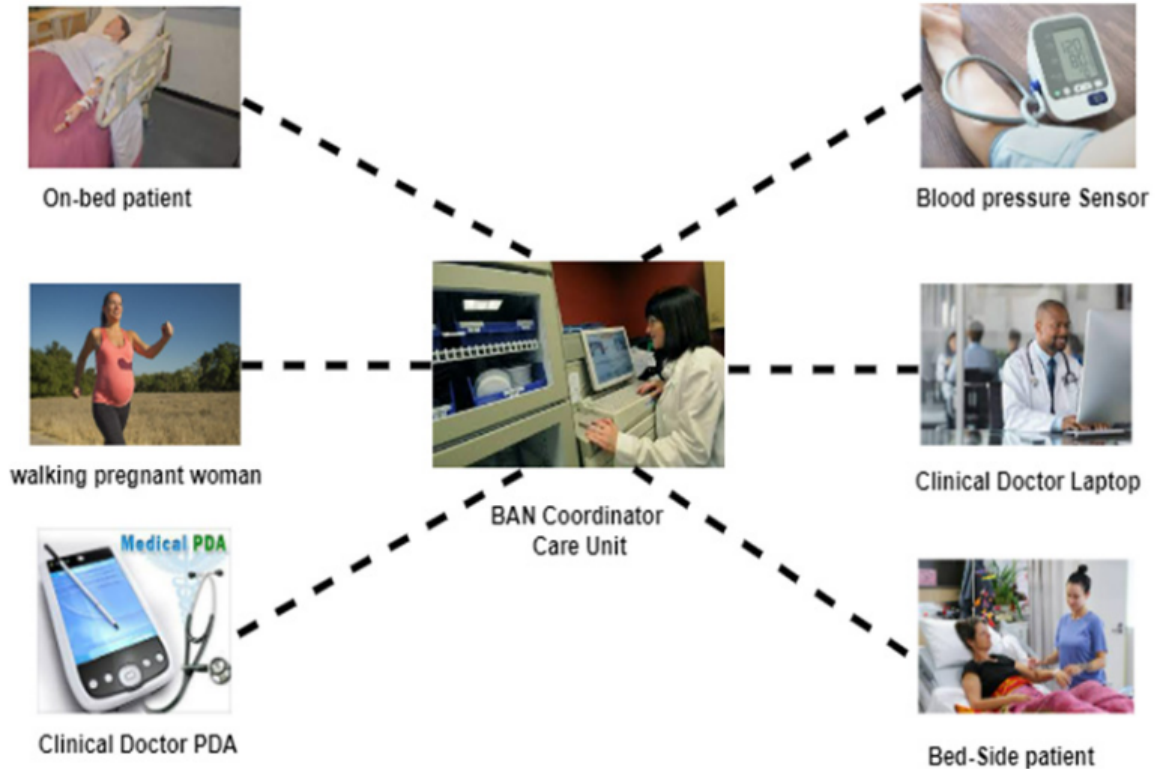 On-bed patient
Blood pressure Sensor
walking pregnant woman
BAN Coordinator
Care Unit
Clinical Doctor Laptop
Medical PDA
Clinical Doctor PDA
Bed-Side patient